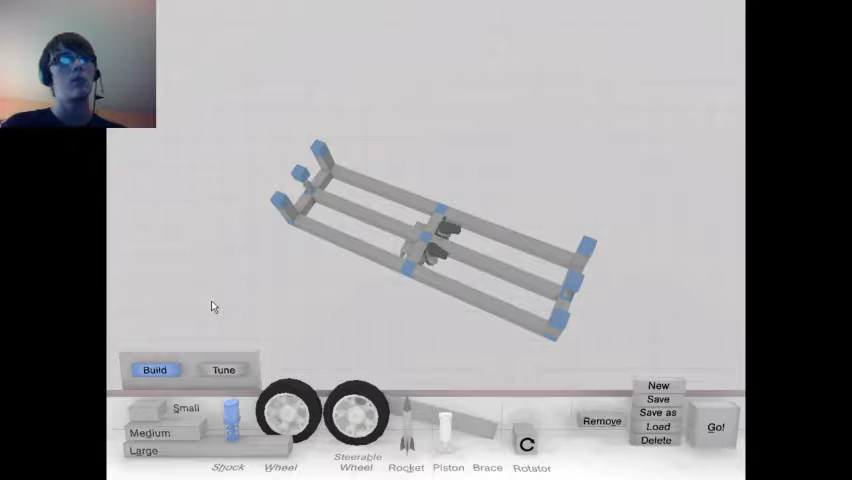 Build
Tune
Small
Medium
Large
Shock
Wheel
Steerable
Wheel
Rocket
Piston
Brace
C
Rotator
Remove
New
Save
Save as
Load
Delete
Go!